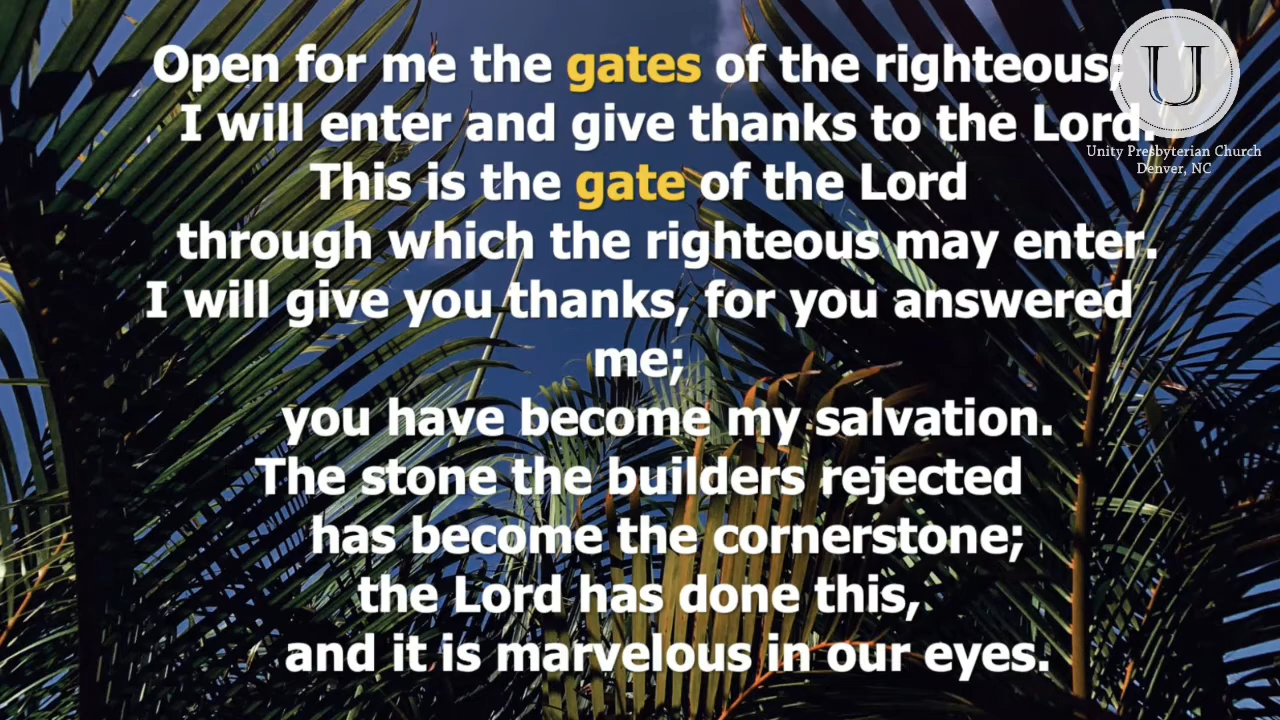 Open for me the gates of the righteous;
I will enter and give thanks to the Lord.
This is the gate of the Lord
through which the righteous may enter.
I will give you thanks, for you answered
me;
you have become my salvation.
The stone the builders rejected
has become the cornerstone;
the Lord has done this,
and it is marvelous in our eyes.
U
Unity Presbyterian Church
Denver, NC